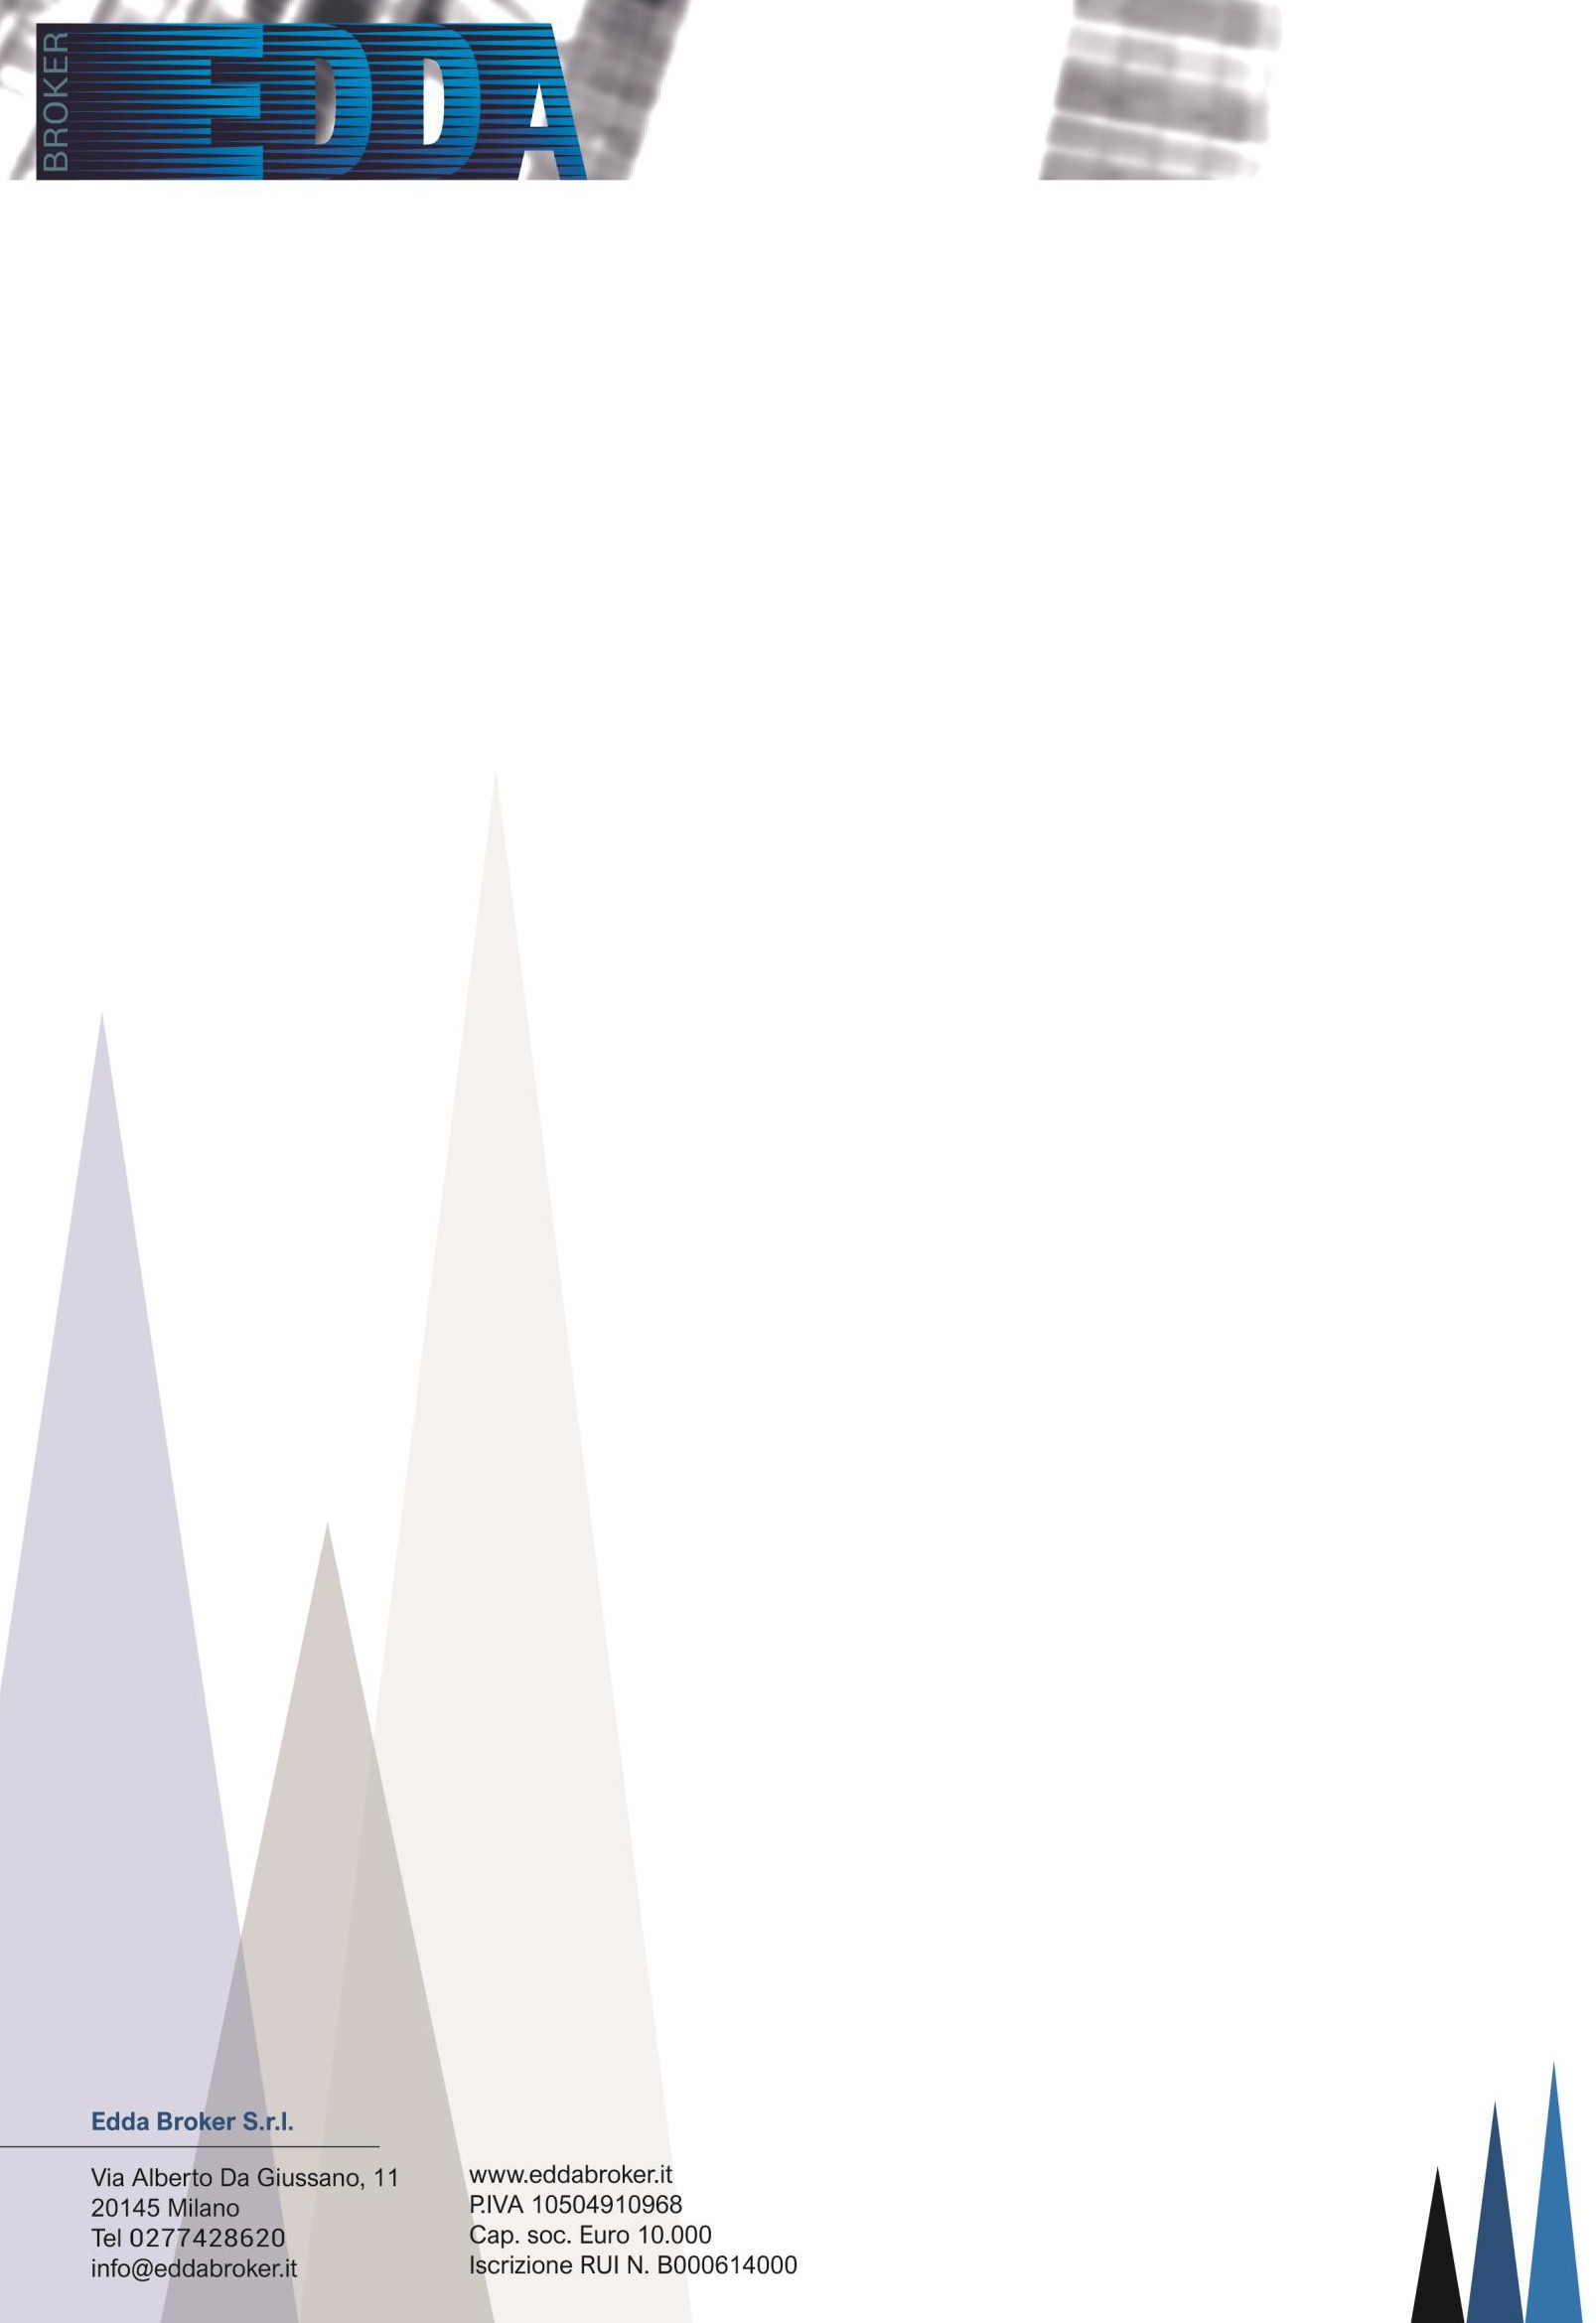 BROKER
EDDA
Edda Broker S.r.l.
Via Alberto Da Giussano, 11
20145 Milano
Tel 0277428620
info@eddabroker.it
www.eddabroker.it
P.IVA 10504910968
Cap. soc. Euro 10.000
Iscrizione RUI N. B000614000